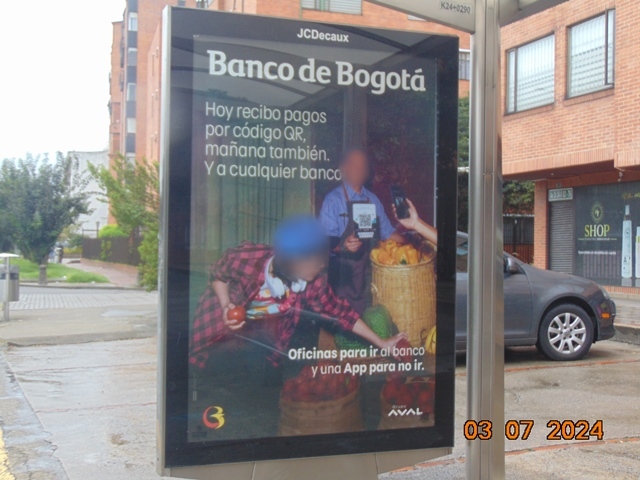 K24+0290
JCDecaux
Banco de Bogotá
Hoy recibo pagos
por código QR,
mañana también.
Y a cualquier banco
SHOP
Oficinas para ir al banco
y una App para no ir.
AVAL
03 07 2024